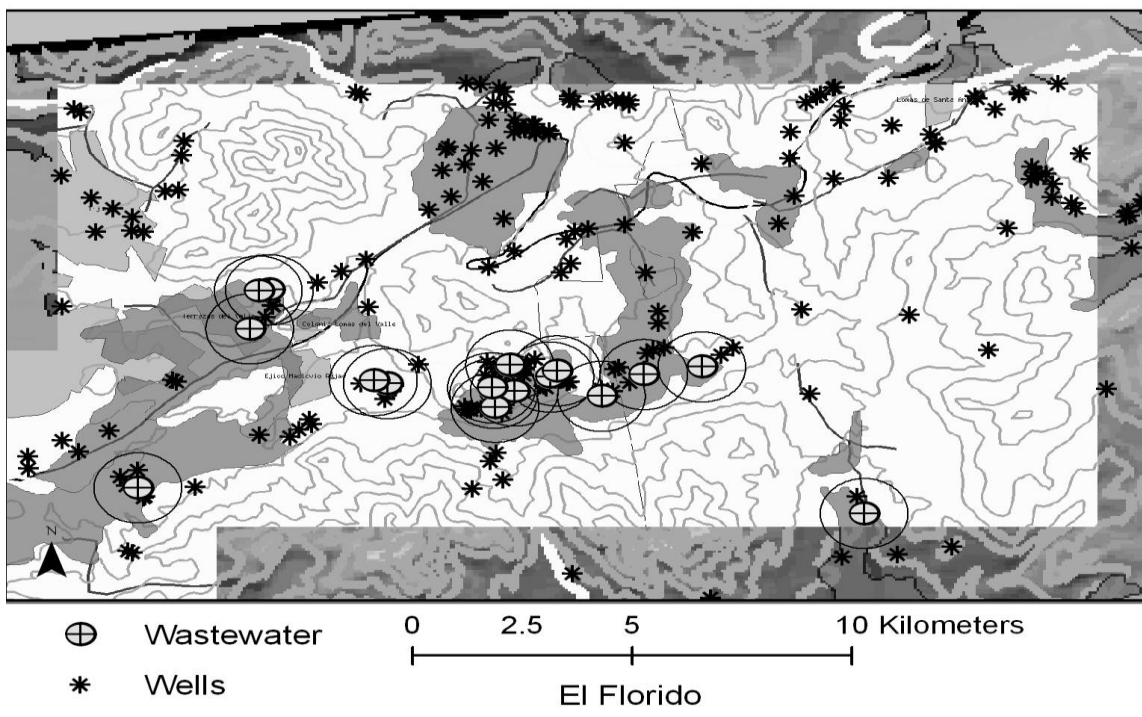 Lomas de Santa An
Colonia Lomas del Valle
N
Wastewater
Wells
0 2.5 5 10 Kilometers
El Florido